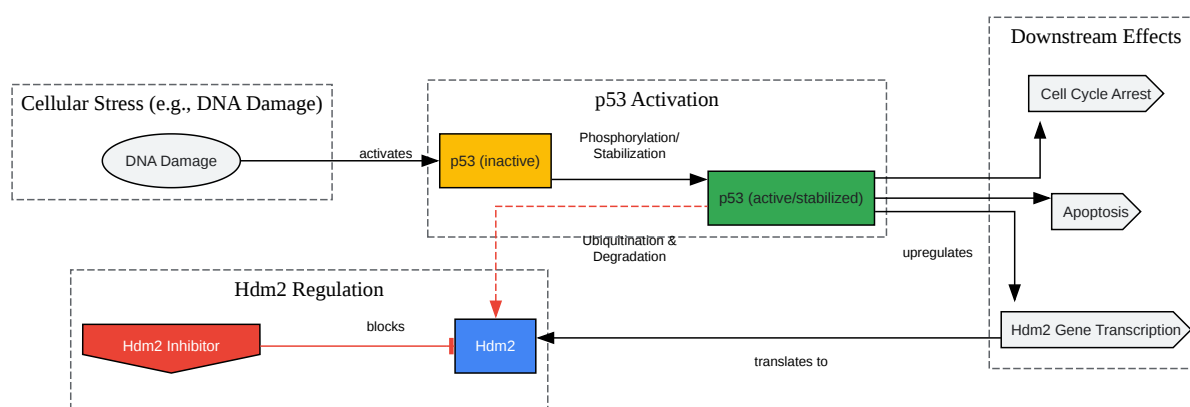 Downstream Effects
Cellular Stress (e.g., DNA Damage)
p53 Activation
Cell Cycle Arrest
DNA Damage
activates
p53 (inactive)
Phosphorylation/
Stabilization
p53 (active/stabilized)
Apoptosis
Ubiquitination &
Degradation
upregulates
Hdm2 Regulation
Hdm2 Inhibitor
blocks
Hdm2
translates to
Hdm2 Gene Transcription